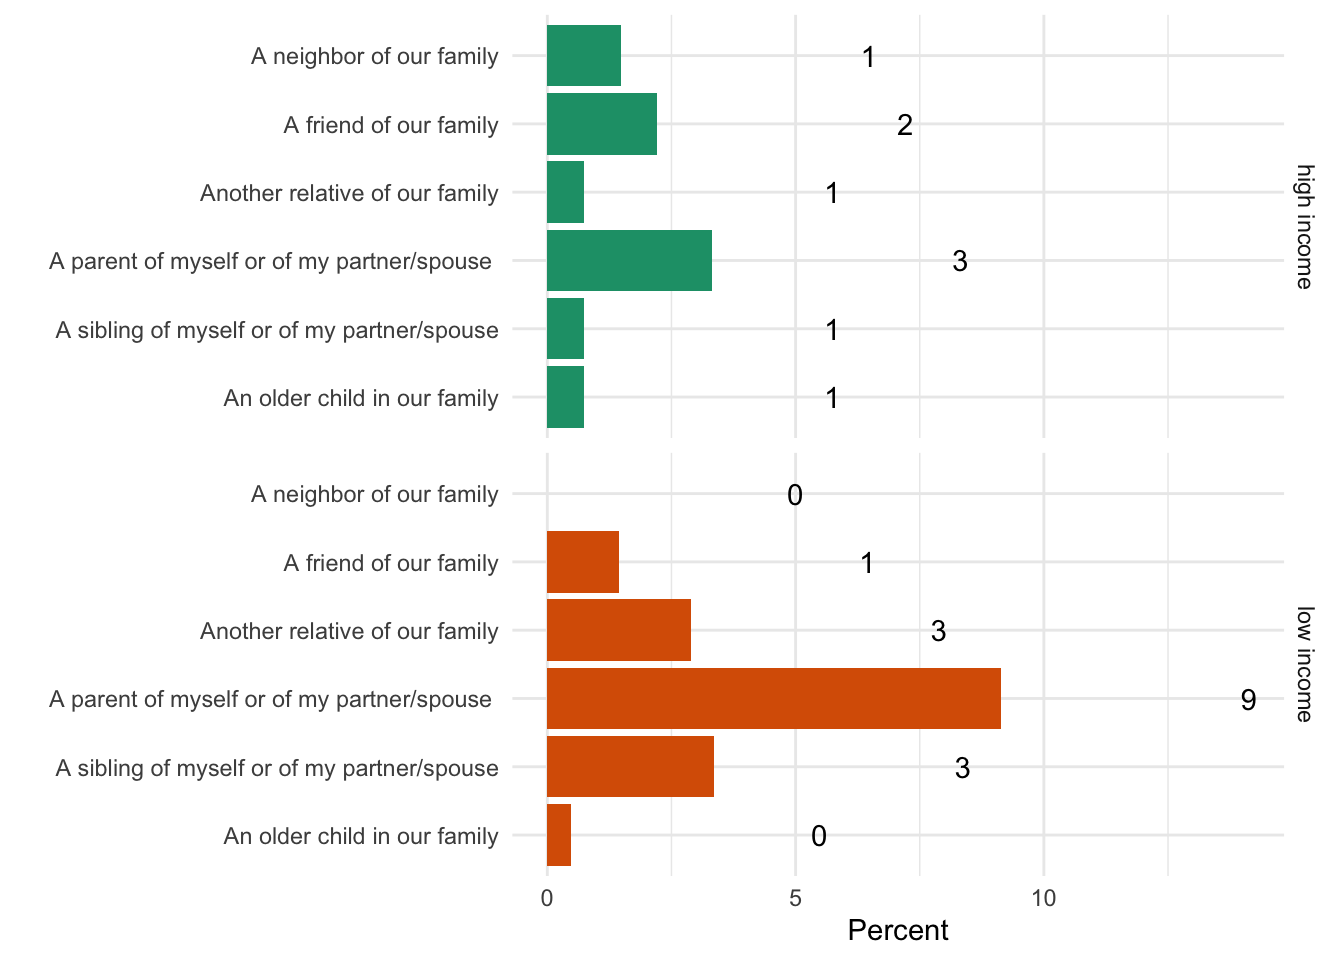 A neighbor of our family 1
A friend of our family 2
Another relative of our family 1
A parent of myself or of my partner/spouse 3
A sibling of myself or of my partner/spouse 1
An older child in our family 1
high income
A neighbor of our family 0
A friend of our family 1
Another relative of our family 3
A parent of myself or of my partner/spouse 9
A sibling of myself or of my partner/spouse 3
An older child in our family 0
low income
0 5 10
Percent